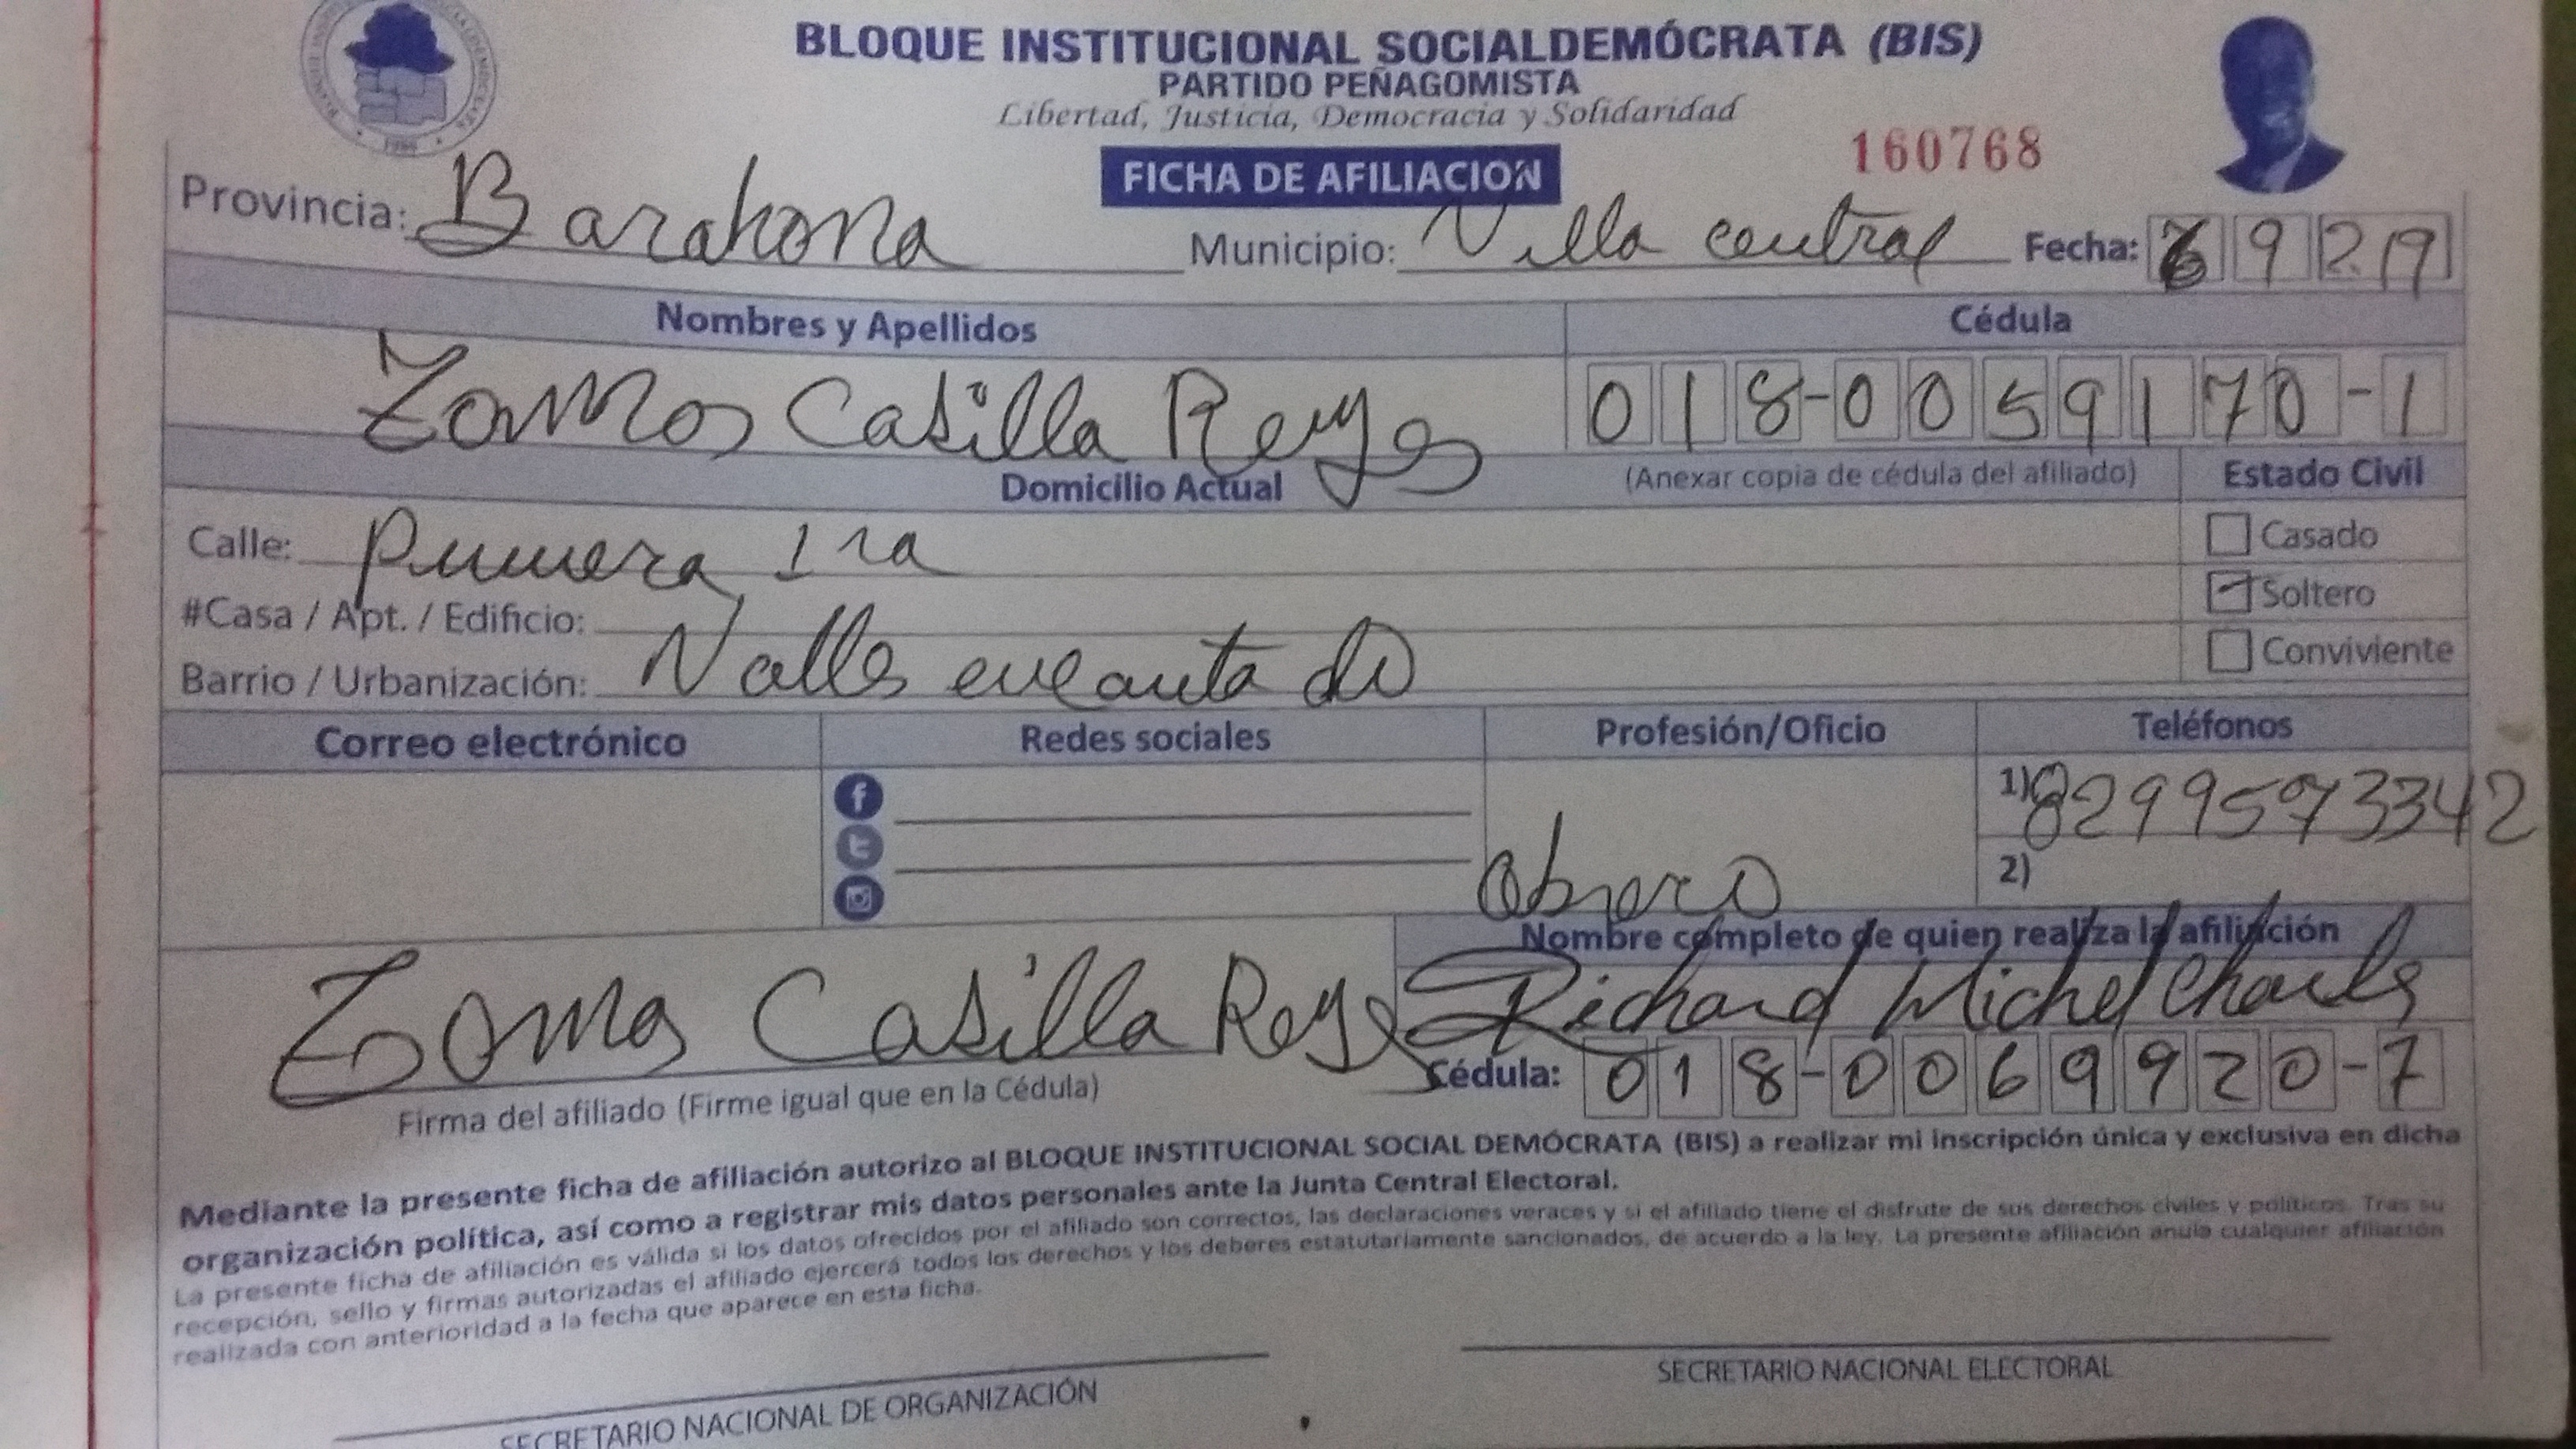 BLOQUE INSTITUCIONAL SOCIALDEMÓCRATA (BIS)
PARTIDO PEÑAGOMISTA
Libertad, Justicia, Democracia y Solidaridad
160768
FICHA DE AFILIACIÓN
Provincia: Barahona Municipio: Villa central Fecha: 6 9 2 19
Nombres y Apellidos Cédula
Casilla Reyes 018-0059170-1
Domicilio Actual (Anexar copia de cédula del afiliado) Estado Civil
Calle: Primera 1ra Casado
#Casa / Apt. / Edificio: Soltero
Barrio / Urbanización: Valle encanta do Conviviente
Correo electrónico Redes sociales Profesión/Oficio Teléfonos
1) 8299573342
2)
obrero
Nombre completo de quien realiza la afiliación
Casilla Reyes Richard Michel Charles
Cédula: 018-0069920-7
Firma del afiliado (Firme igual que en la Cédula)
Mediante la presente ficha de afiliación autorizo al BLOQUE INSTITUCIONAL SOCIAL DEMÓCRATA (BIS) a realizar mi inscripción única y exclusiva en dicha
organización política, así como a registrar mis datos personales ante la Junta Central Electoral.
La presente ficha de afiliación es válida si los datos ofrecidos por el afiliado son correctos, las declaraciones veraces y si el afiliado tiene el disfrute de sus derechos civiles y políticos. Tras su
recepción, sello y firmas autorizadas el afiliado ejercerá todos los derechos y los deberes estatutariamente sancionados, de acuerdo a la ley. La presente afiliación anula cualquier afiliación
realizada con anterioridad a la fecha que aparece en esta ficha.
SECRETARIO NACIONAL DE ORGANIZACIÓN SECRETARIO NACIONAL ELECTORAL